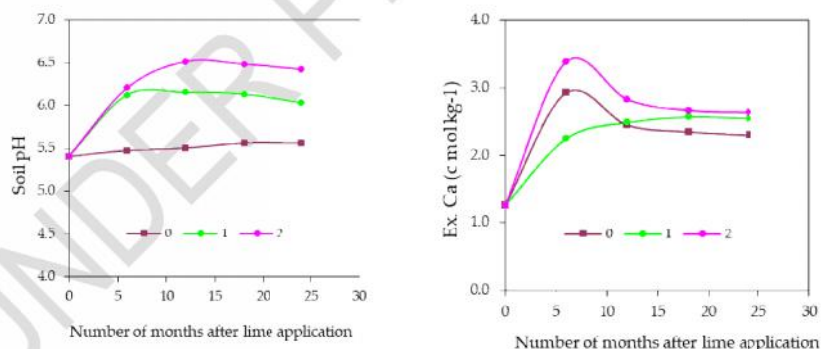 7.0
6.5
6.0
5.5
5.0
4.5
4.0
Soil pH
0 1 2
0 5 10 15 20 25 30
Number of months after lime application
4.0
3.0
2.0
1.0
0.0
Ex. Ca (c molkg-1)
0 1 2
0 5 10 15 20 25 30
Number of months after lime application
UNDER